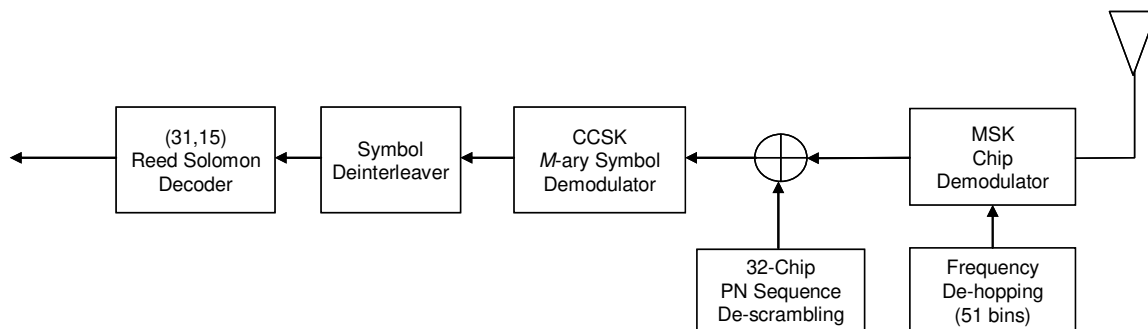 (31,15)
Reed Solomon
Decoder
Symbol
Deinterleaver
CCSK
M-ary Symbol
Demodulator
MSK
Chip
Demodulator
32-Chip
PN Sequence
De-scrambling
Frequency
De-hopping
(51 bins)